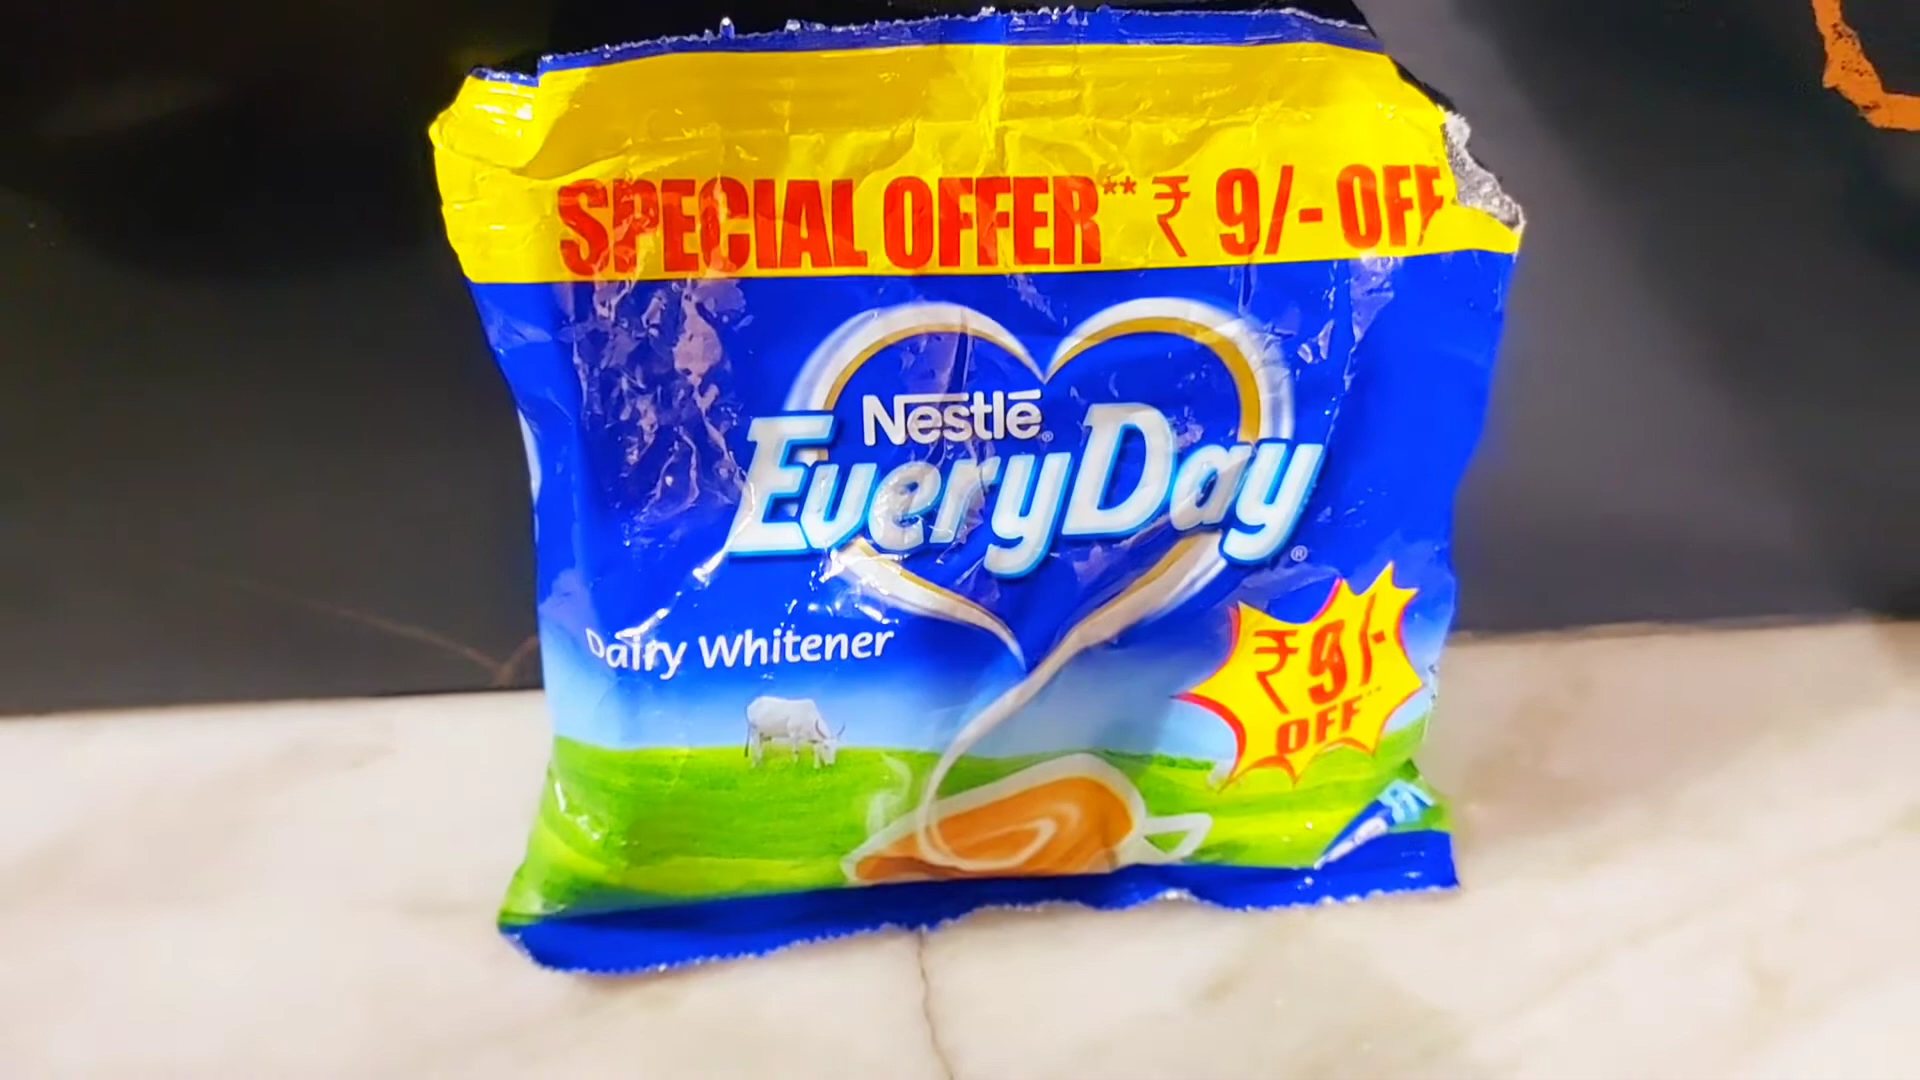 SPECIAL OFFER** ₹ 9/- OFF
Nestlé
EveryDay®
Dairy Whitener
₹9/-
OFF**